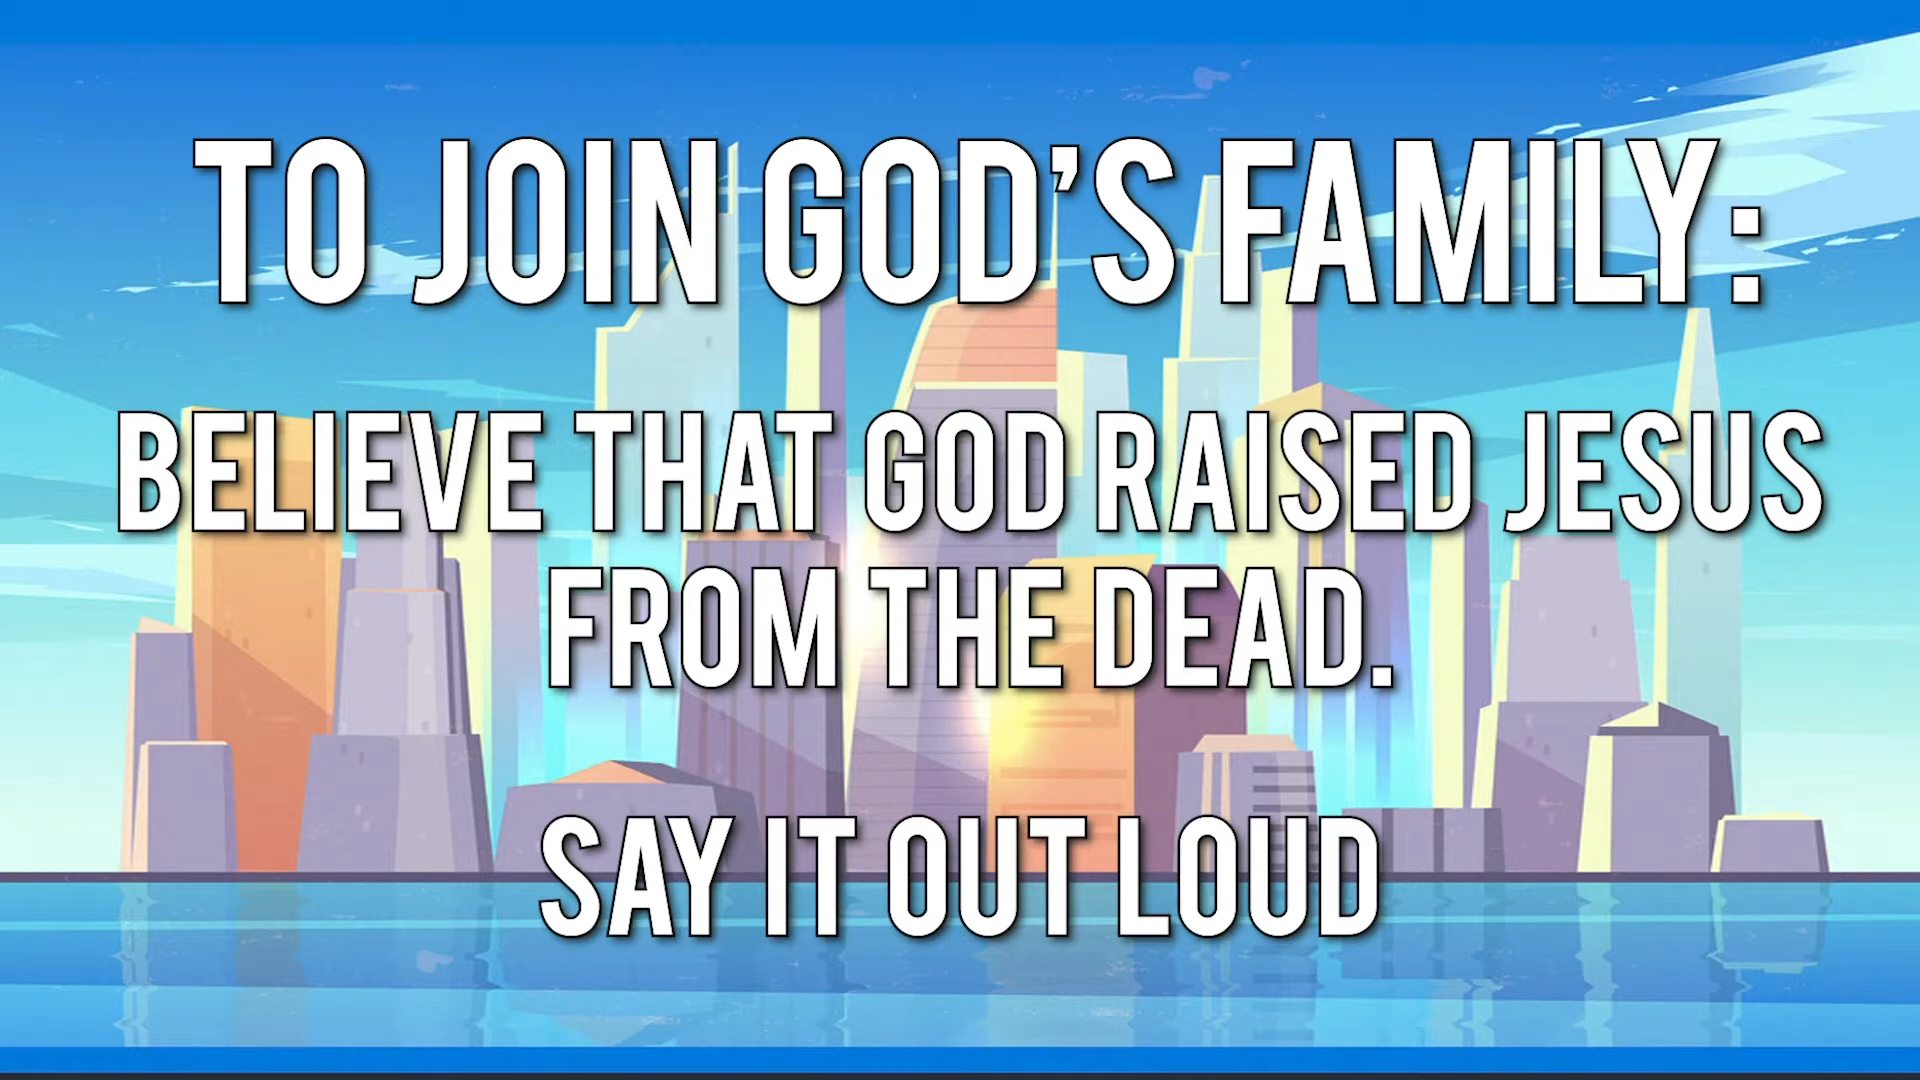 TO JOIN GOD'S FAMILY:
BELIEVE THAT GOD RAISED JESUS
FROM THE DEAD.
SAY IT OUT LOUD